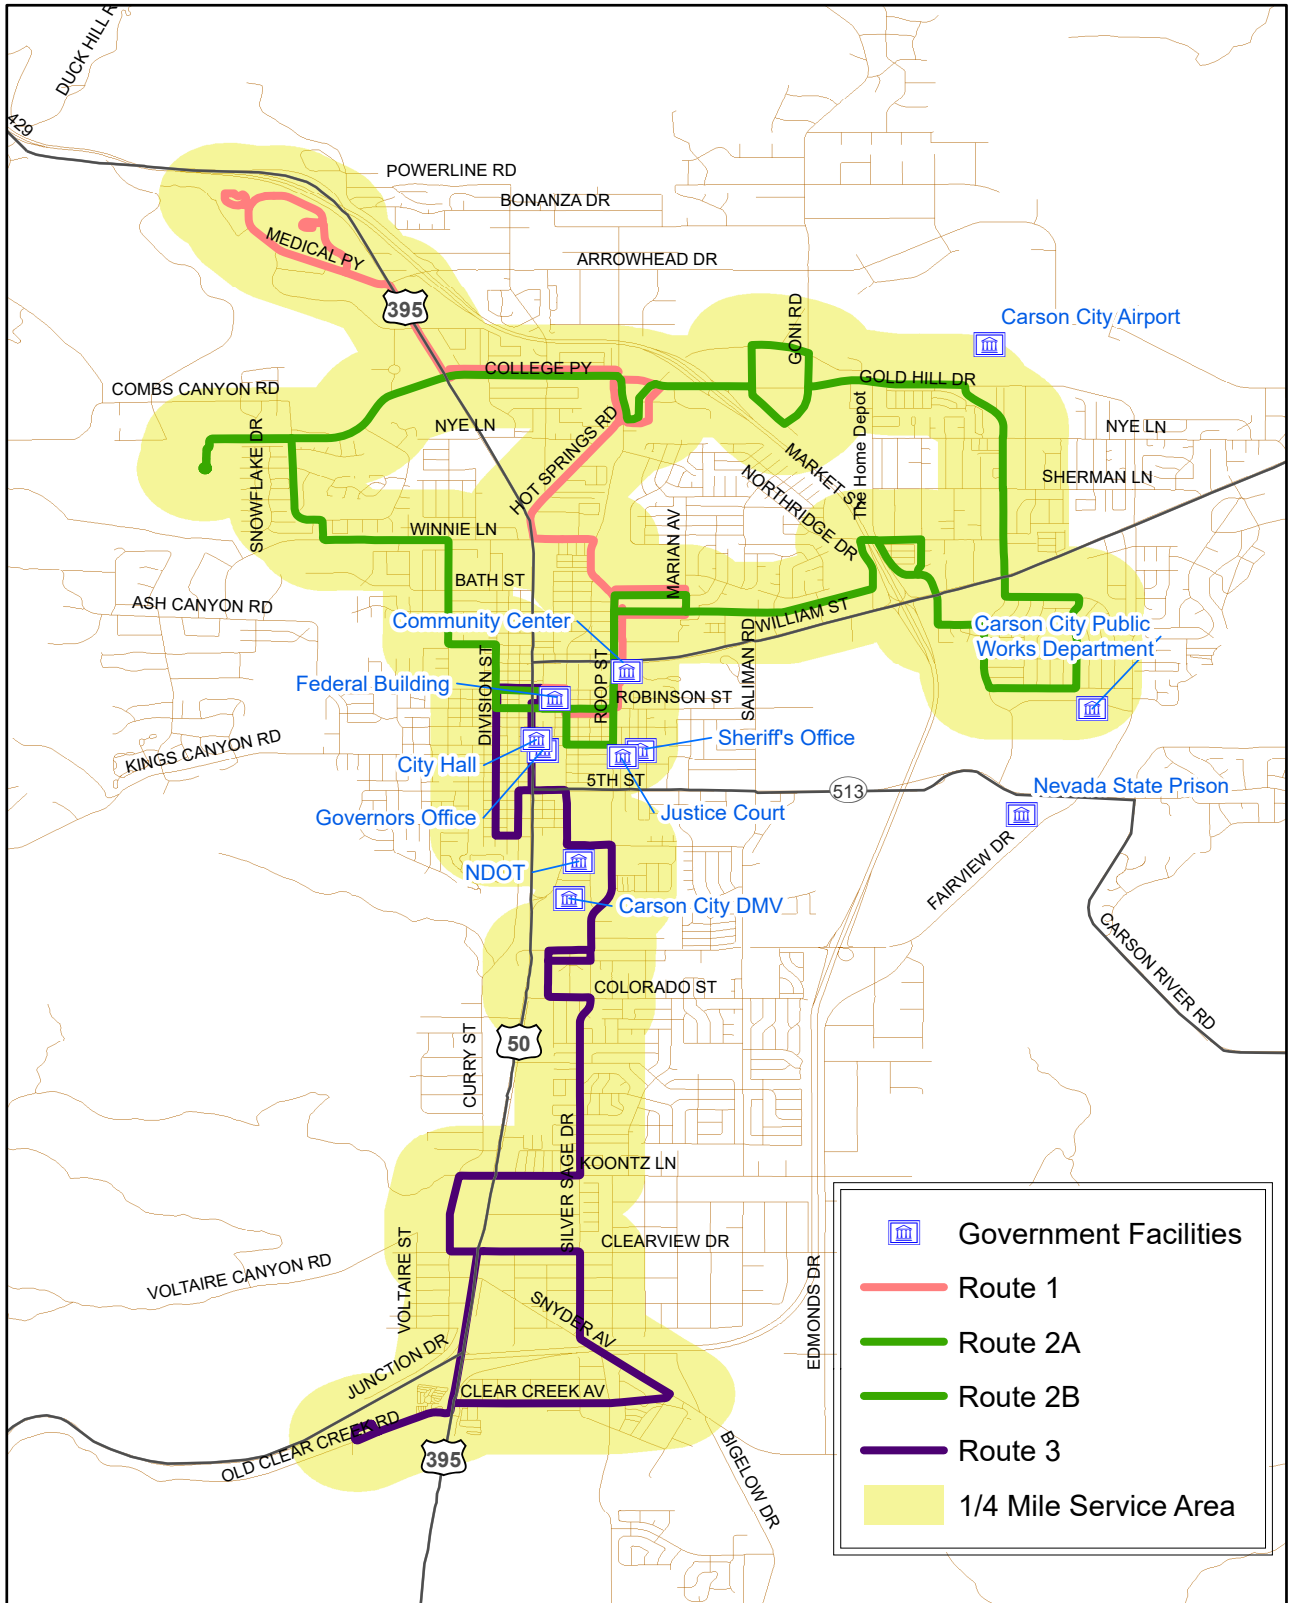 DUCK HILL R
429
POWERLINE RD
BONANZA DR
MEDICAL PY
ARROWHEAD DR
395
GONI RD
Carson City Airport
COLLEGE PY
GOLD HILL DR
COMBS CANYON RD
The Home Depot
SNOWFLAKE DR
NYE LN
HOT SPRINGS RD
NYE LN
MARKET ST
SHERMAN LN
NORTHRIDGE DR
WINNIE LN
MARIAN AV
BATH ST
ASH CANYON RD
WILLIAM ST
Community Center
SALIMAN RD
Carson City Public
Works Department
DIVISION ST
ROOP ST
Federal Building
ROBINSON ST
KINGS CANYON RD
City Hall
Sheriff's Office
5TH ST
513
Nevada State Prison
Governors Office
Justice Court
NDOT
FAIRVIEW DR
Carson City DMV
CARSON RIVER RD
COLORADO ST
50
CURRY ST
SILVER SAGE DR
KOONTZ LN
VOLTAIRE ST
CLEARVIEW DR
VOLTAIRE CANYON RD
EDMONDS DR
SNYDER AV
JUNCTION DR
CLEAR CREEK AV
OLD CLEAR CREEK RD
395
BIGELOW DR
Government Facilities
Route 1
Route 2A
Route 2B
Route 3
1/4 Mile Service Area